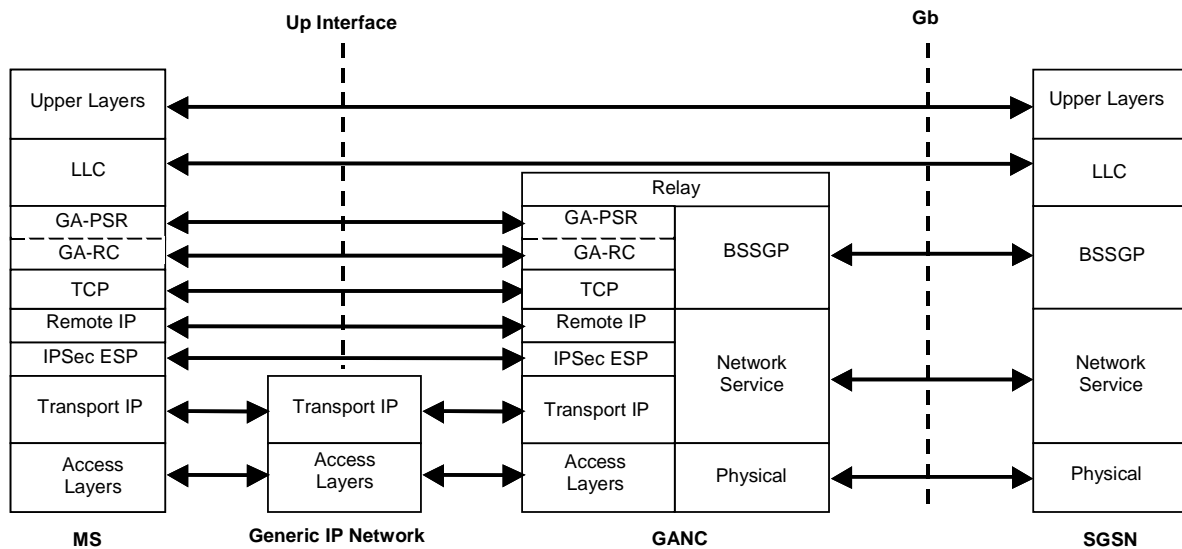 Up Interface
Gb
Upper Layers
Upper Layers
LLC
LLC
Relay
GA-PSR
GA-PSR
GA-RC
GA-RC
BSSGP
BSSGP
TCP
TCP
Remote IP
Remote IP
IPSec ESP
IPSec ESP
Network
Service
Network
Service
Transport IP
Transport IP
Transport IP
Access
Layers
Access
Layers
Access
Layers
Physical
Physical
MS
Generic IP Network
GANC
SGSN